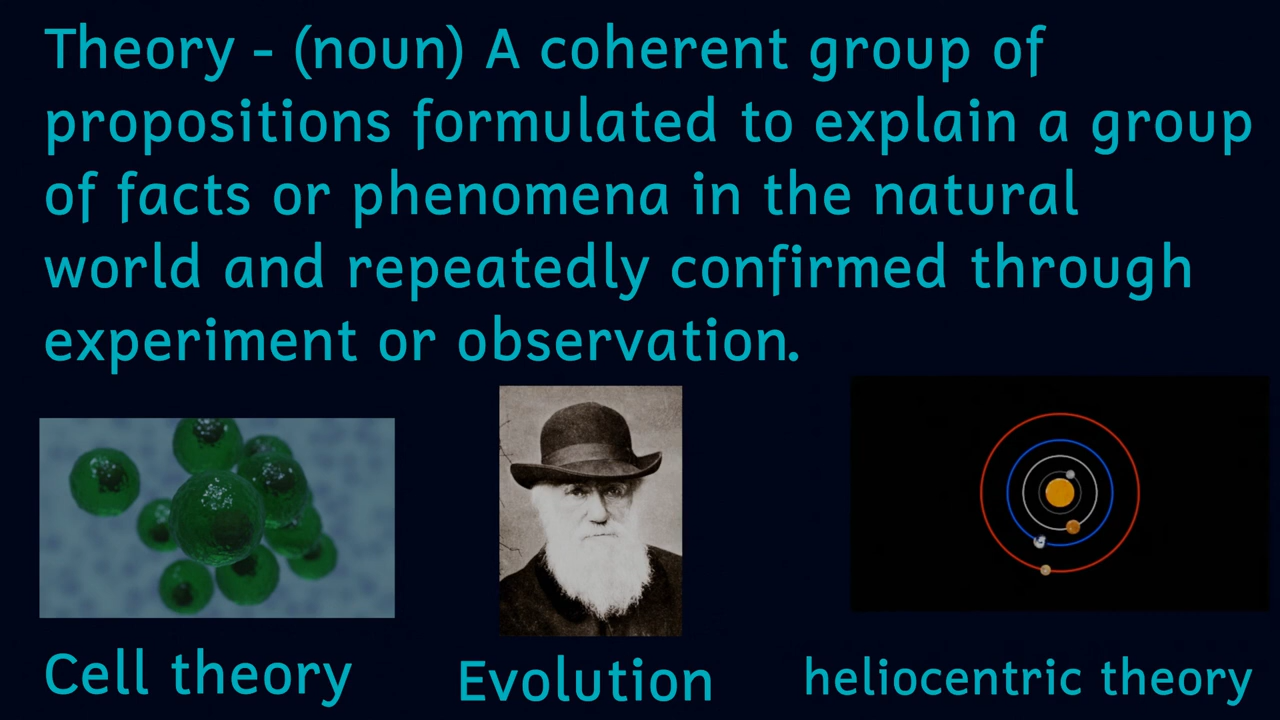 Theory - (noun) A coherent group of
propositions formulated to explain a group
of facts or phenomena in the natural
world and repeatedly confirmed through
experiment or observation.
Cell theory
Evolution
heliocentric theory